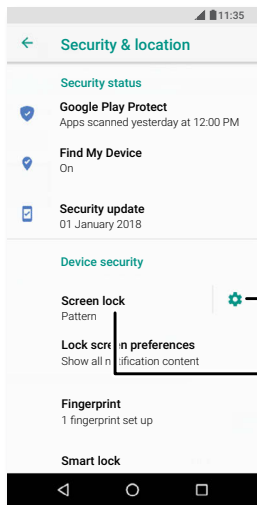 11:35
Security & location
Security status
Google Play Protect
Apps scanned yesterday at 12:00 PM
Find My Device
On
Security update
01 January 2018
Device security
Screen lock
Pattern
Lock screen preferences
Show all notification content
Fingerprint
1 fingerprint set up
Smart lock